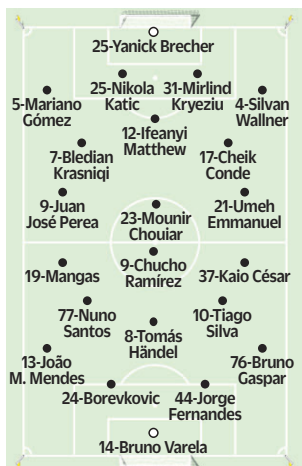 25-Yanick Brecher
25-Nikola
Katic
31-Mirlind
Kryeziu
5-Mariano
Gómez
4-Silvan
Wallner
12-Ifeanyi
Matthew
7-Bledian
Krasniqi
17-Cheik
Conde
9-Juan
José Perea
23-Mounir
Chouiar
21-Umeh
Emmanuel
19-Mangas
9-Chucho
Ramírez
37-Kaio César
77-Nuno
Santos
10-Tiago
Silva
8-Tomás
Händel
13-João
M. Mendes
76-Bruno
Gaspar
24-Borevkovic
44-Jorge
Fernandes
14-Bruno Varela